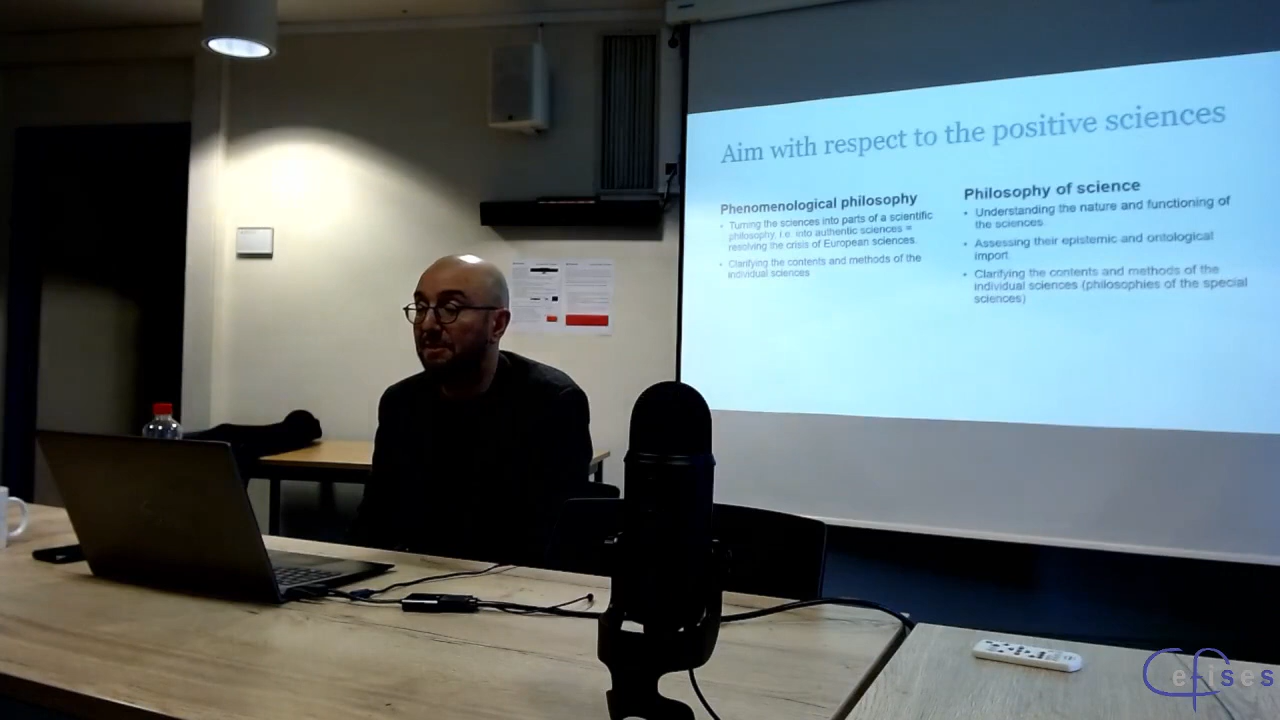 Aim with respect to the positive sciences
Phenomenological philosophy
• Turning the sciences into parts of a scientific
philosophy, i.e. into authentic sciences =
resolving the crisis of European sciences.
• Clarifying the contents and methods of the
individual sciences
Philosophy of science
• Understanding the nature and functioning of
the sciences
• Assessing their epistemic and ontological
import
• Clarifying the contents and methods of the
individual sciences (philosophies of the special
sciences)
Cefises